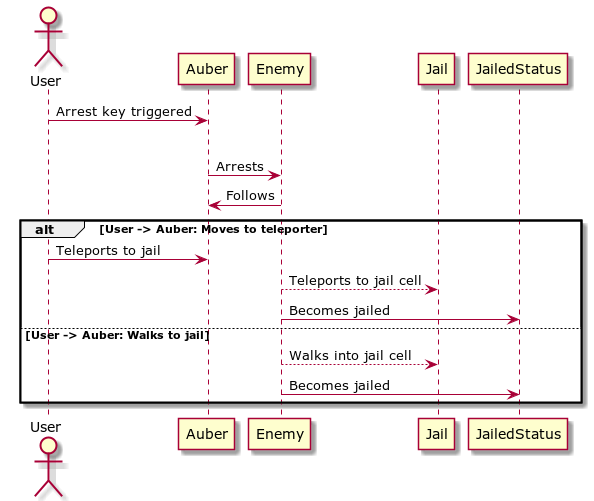 User
Auber
Enemy
Jail
JailedStatus
Arrest key triggered
Arrests
Follows
alt
[User -> Auber: Moves to teleporter]
Teleports to jail
Teleports to jail cell
Becomes jailed
[User -> Auber: Walks to jail]
Walks into jail cell
Becomes jailed
User
Auber
Enemy
Jail
JailedStatus